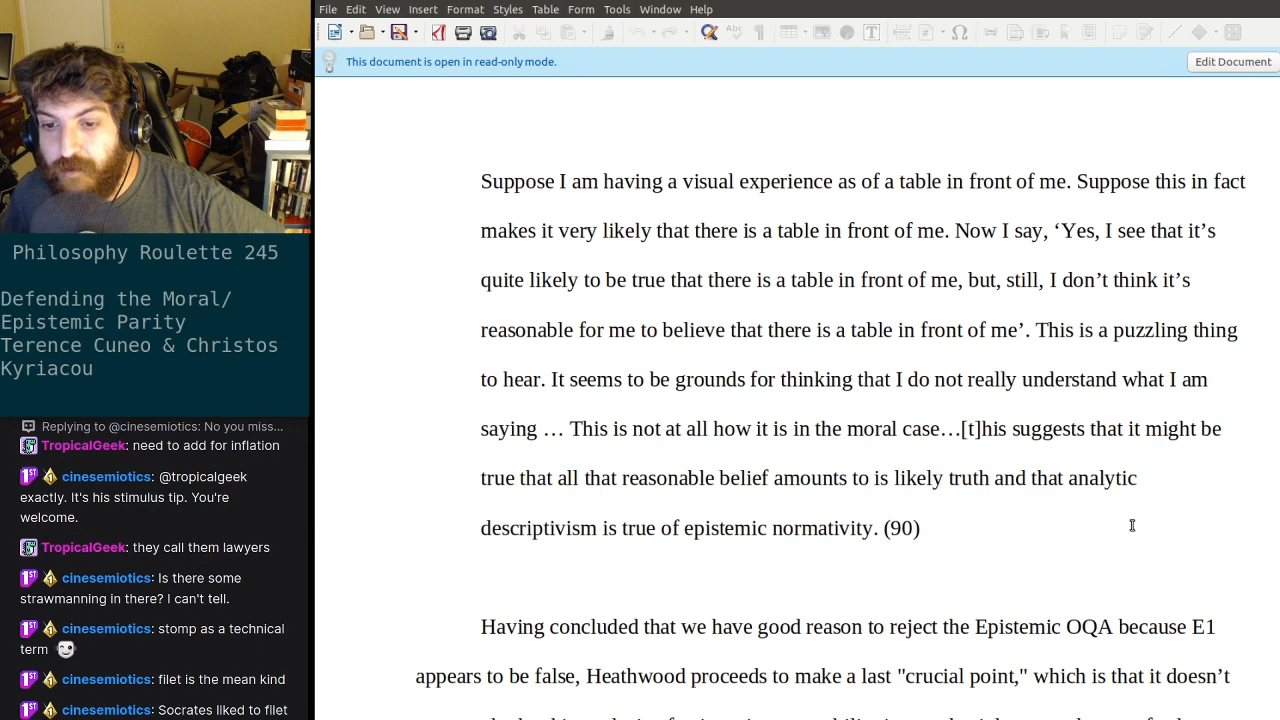 File Edit View Insert Format Styles Table Form Tools Window Help
This document is open in read-only mode.
Edit Document
Suppose I am having a visual experience as of a table in front of me. Suppose this in fact
makes it very likely that there is a table in front of me. Now I say, ‘Yes, I see that it’s
quite likely to be true that there is a table in front of me, but, still, I don’t think it’s
reasonable for me to believe that there is a table in front of me’. This is a puzzling thing
to hear. It seems to be grounds for thinking that I do not really understand what I am
saying … This is not at all how it is in the moral case…[t]his suggests that it might be
true that all that reasonable belief amounts to is likely truth and that analytic
descriptivism is true of epistemic normativity. (90)
Having concluded that we have good reason to reject the Epistemic OQA because E1
appears to be false, Heathwood proceeds to make a last "crucial point," which is that it doesn’t
Philosophy Roulette 245
Defending the Moral/
Epistemic Parity
Terence Cuneo & Christos
Kyriacou
Replying to @cinesemiotics: No you miss...
TropicalGeek: need to add for inflation
cinesemiotics: @tropicalgeek
exactly. It's his stimulus tip. You're
welcome.
TropicalGeek: they call them lawyers
cinesemiotics: Is there some
strawmanning in there? I can't tell.
cinesemiotics: stomp as a technical
term
cinesemiotics: filet is the mean kind
cinesemiotics: Socrates liked to filet